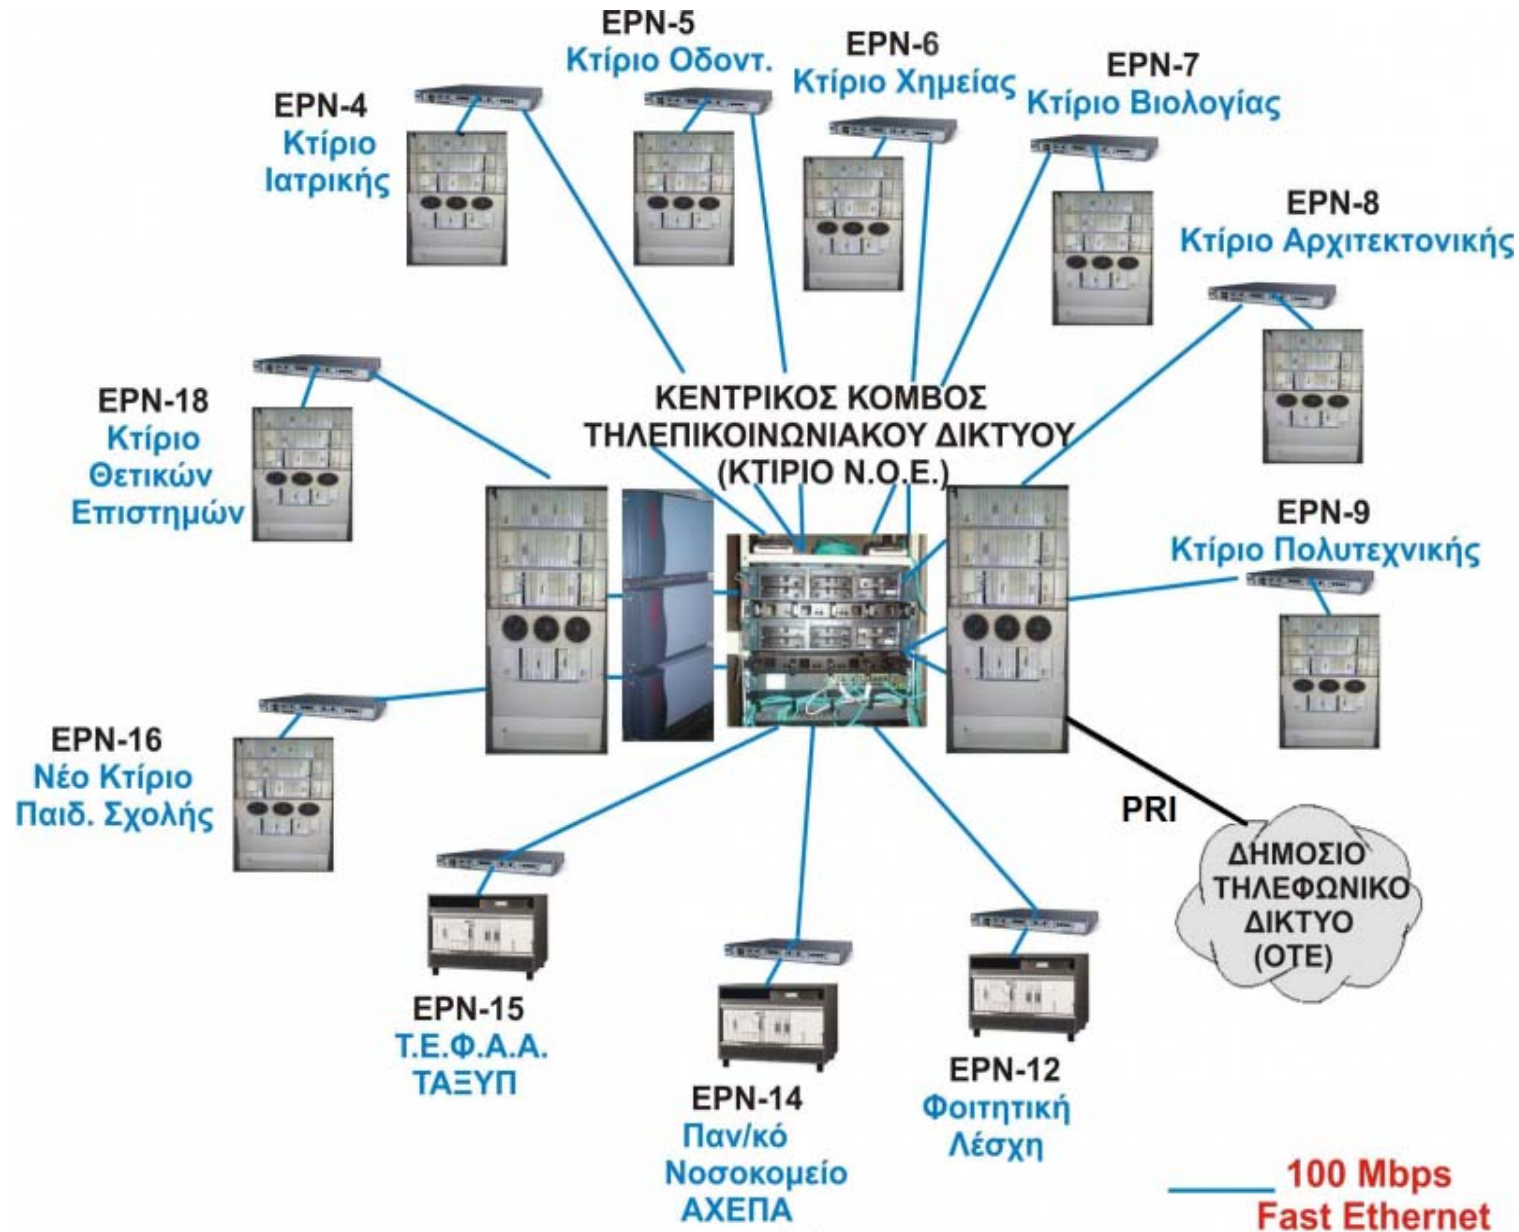 EPN-5
Κτίριο Οδοντ.
EPN-6
Κτίριο Χημείας
EPN-7
Κτίριο Βιολογίας
EPN-4
Κτίριο
Ιατρικής
EPN-8
Κτίριο Αρχιτεκτονικής
EPN-18
Κτίριο
Θετικών
Επιστημών
ΚΕΝΤΡΙΚΟΣ ΚΟΜΒΟΣ
ΤΗΛΕΠΙΚΟΙΝΩΝΙΑΚΟΥ ΔΙΚΤΥΟΥ
(ΚΤΙΡΙΟ Ν.Ο.Ε.)
EPN-9
Κτίριο Πολυτεχνικής
EPN-16
Νέο Κτίριο
Παιδ. Σχολής
PRI
ΔΗΜΟΣΙΟ
ΤΗΛΕΦΩΝΙΚΟ
ΔΙΚΤΥΟ
(ΟΤΕ)
EPN-15
Τ.Ε.Φ.Α.Α.
ΤΑΞΥΠ
EPN-14
Παν/κό
Νοσοκομείο
ΑΧΕΠΑ
EPN-12
Φοιτητική
Λέσχη
100 Mbps
Fast Ethernet